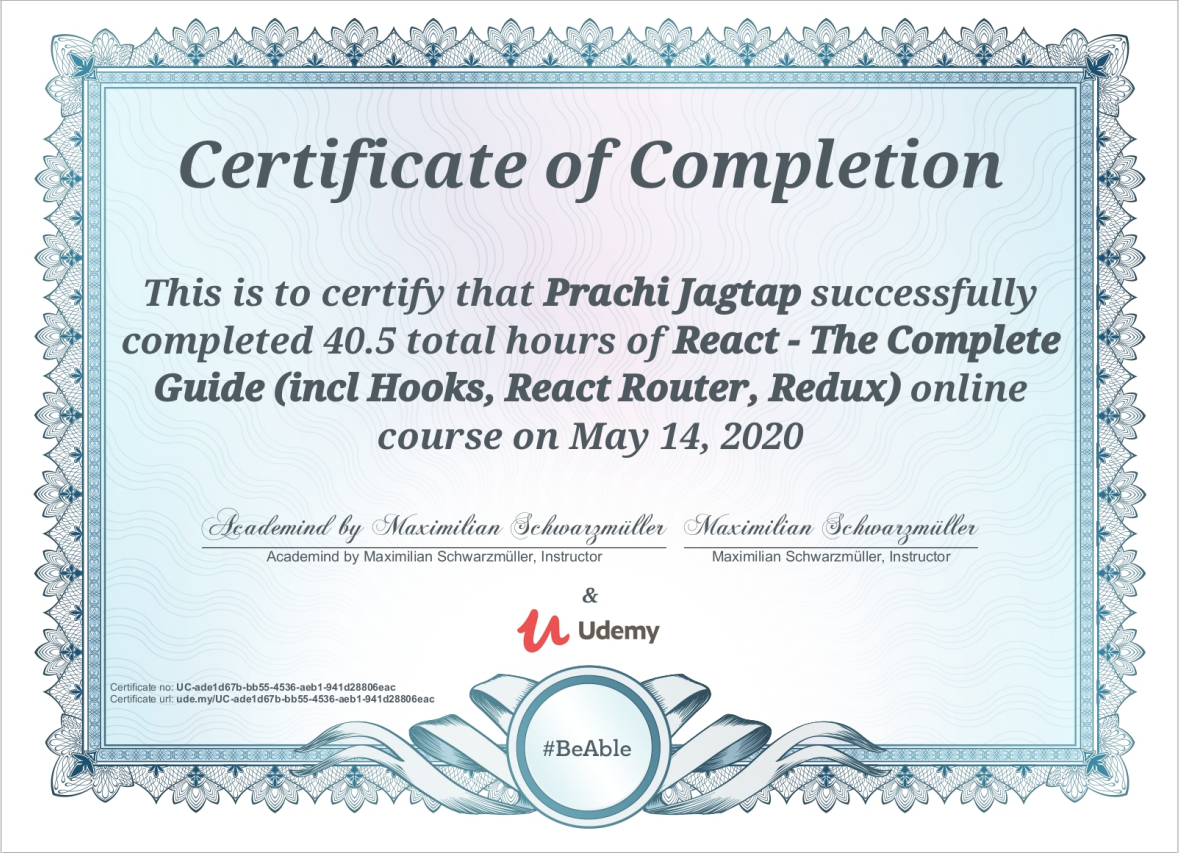 Certificate of Completion
This is to certify that Prachi Jagtap successfully
completed 40.5 total hours of React - The Complete
Guide (incl Hooks, React Router, Redux) online
course on May 14, 2020
Academind by Maximilian Schwarzmüller Maximilian Schwarzmüller
Academind by Maximilian Schwarzmüller, Instructor Maximilian Schwarzmüller, Instructor
&
Udemy
Certificate no: UC-ade1d67b-bb55-4536-aeb1-941d28806eac
Certificate url: ude.my/UC-ade1d67b-bb55-4536-aeb1-941d28806eac
#BeAble